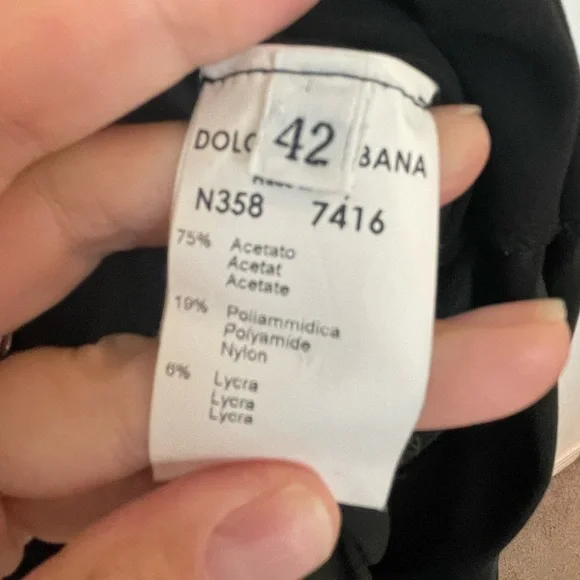 42
DOLC BANA
N358 7416
75% Acetato
Acetat
Acetate
19% Poliammidica
Polyamide
Nylon
6% Lycra
Lycra
Lycra